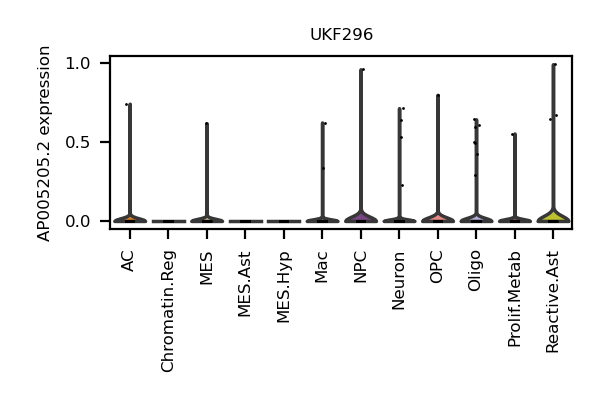 UKF296
AP005205.2 expression
1.0
0.5
0.0
AC
Chromatin.Reg
MES
MES.Ast
MES.Hyp
Mac
NPC
Neuron
OPC
Oligo
Prolif.Metab
Reactive.Ast